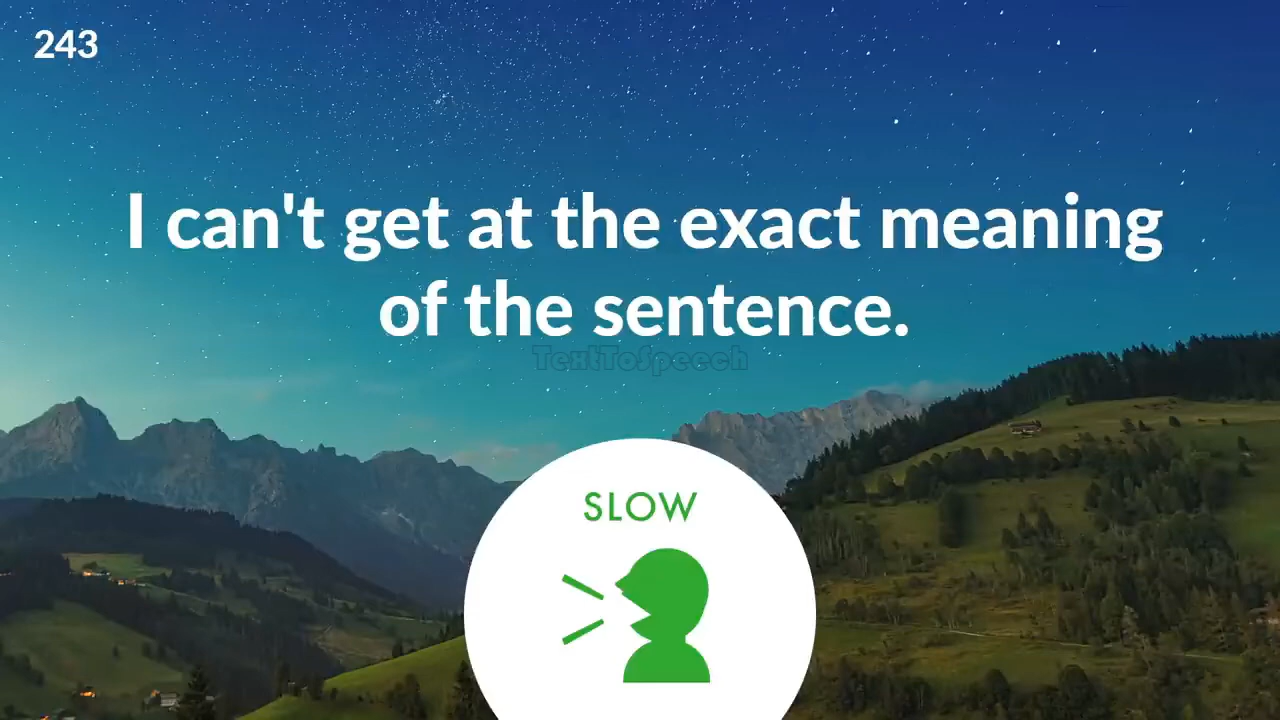 243
I can't get at the exact meaning
of the sentence.
TextToSpeech
SLOW